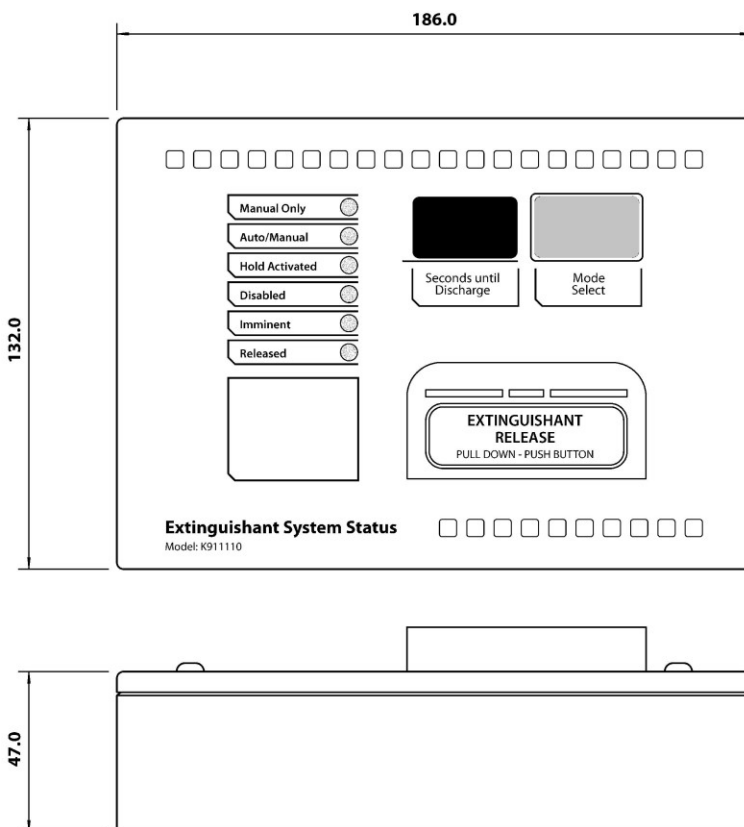 186.0
132.0
Manual Only
Auto/Manual
Hold Activated
Disabled
Imminent
Released
Seconds until
Discharge
Mode
Select
EXTINGUISHANT
RELEASE
PULL DOWN - PUSH BUTTON
Extinguishant System Status
Model: K911110
47.0